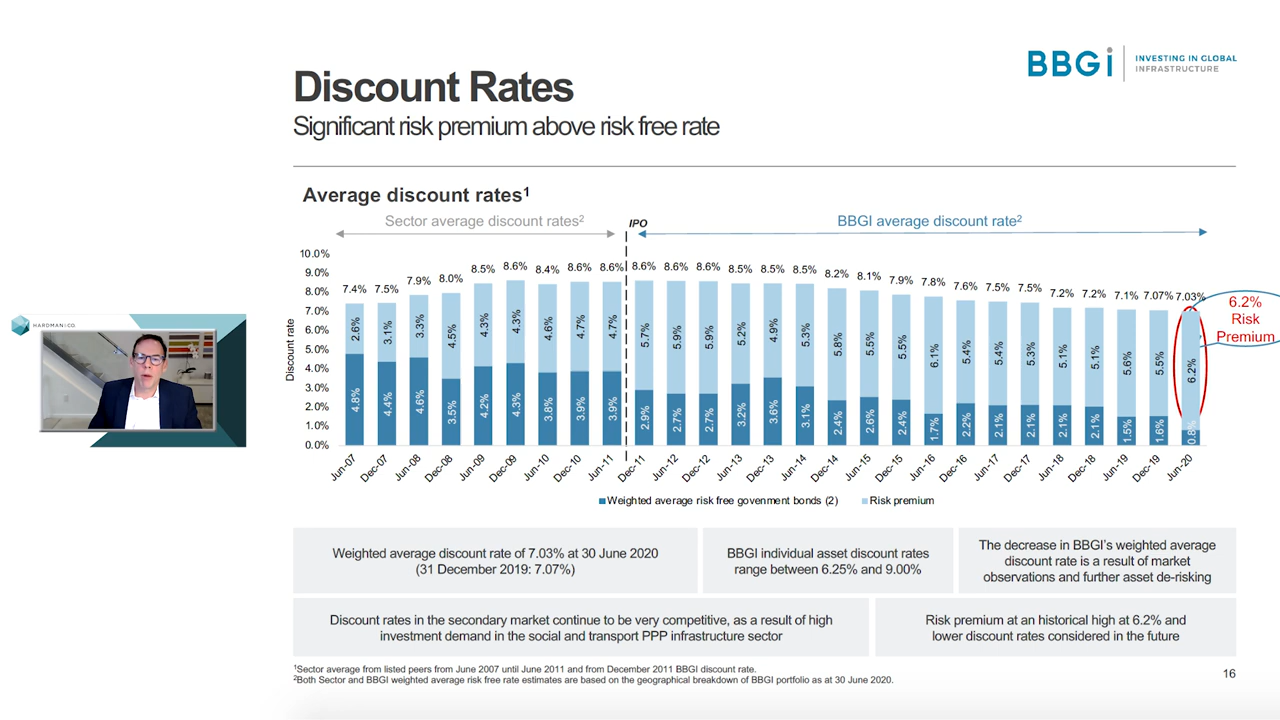 Discount Rates
Significant risk premium above risk free rate
BBGi
INVESTING IN GLOBAL
INFRASTRUCTURE
Average discount rates¹
Sector average discount rates²
IPO
BBGI average discount rate²
Discount rate
10.0%
9.0%
8.0%
7.0%
6.0%
5.0%
4.0%
3.0%
2.0%
1.0%
0.0%
7.4% 7.5% 7.9% 8.0% 8.5% 8.6% 8.4% 8.6% 8.6% 8.6% 8.6% 8.6% 8.5% 8.5% 8.5% 8.2% 8.1% 7.9% 7.8% 7.6% 7.5% 7.5% 7.2% 7.2% 7.1% 7.07% 7.03%
2.6% 3.1% 3.3% 4.5% 4.3% 4.3% 4.6% 4.7% 4.7% 5.7% 5.9% 5.9% 5.2% 4.9% 5.3% 5.8% 5.5% 5.5% 6.1% 5.4% 5.4% 5.3% 5.1% 5.1% 5.6% 5.5% 6.2%
4.8% 4.4% 4.6% 3.5% 4.2% 4.3% 3.8% 3.9% 3.9% 2.9% 2.7% 2.7% 3.2% 3.6% 3.1% 2.4% 2.6% 2.4% 1.7% 2.2% 2.1% 2.1% 2.1% 2.1% 1.5% 1.6% 0.8%
Jun-07 Dec-07 Jun-08 Dec-08 Jun-09 Dec-09 Jun-10 Dec-10 Jun-11 Dec-11 Jun-12 Dec-12 Jun-13 Dec-13 Jun-14 Dec-14 Jun-15 Dec-15 Jun-16 Dec-16 Jun-17 Dec-17 Jun-18 Dec-18 Jun-19 Dec-19 Jun-20
6.2%
Risk
Premium
Weighted average risk free govenment bonds (2)
Risk premium
HARDMAN&CO.
Weighted average discount rate of 7.03% at 30 June 2020
(31 December 2019: 7.07%)
BBGI individual asset discount rates
range between 6.25% and 9.00%
The decrease in BBGI's weighted average
discount rate is a result of market
observations and further asset de-risking
Discount rates in the secondary market continue to be very competitive, as a result of high
investment demand in the social and transport PPP infrastructure sector
Risk premium at an historical high at 6.2% and
lower discount rates considered in the future
¹Sector average from listed peers from June 2007 until June 2011 and from December 2011 BBGI discount rate.
²Both Sector and BBGI weighted average risk free rate estimates are based on the geographical breakdown of BBGI portfolio as at 30 June 2020.
16